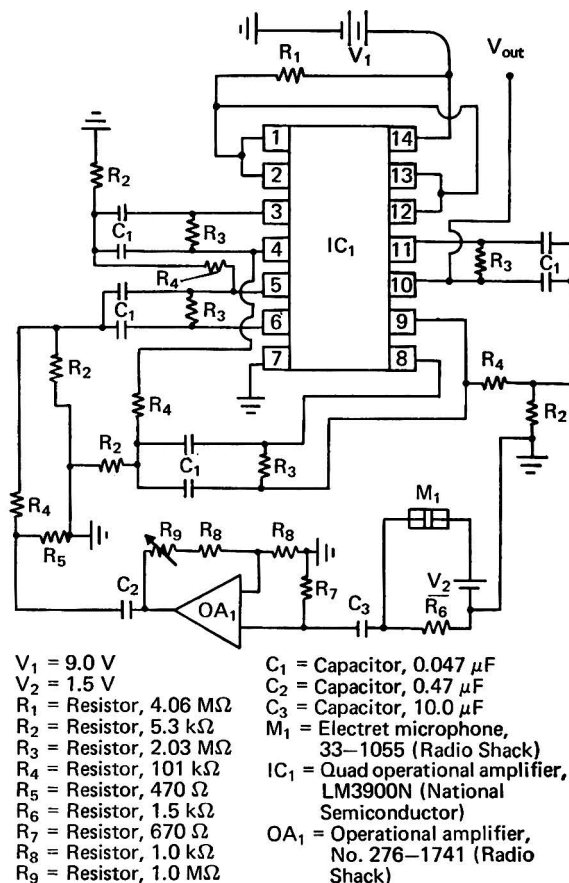 V₁
R₁
V_out
1
14
2
13
R₂
3
12
C₁
R₃
4
IC₁
11
R₃
C₁
R₄
5
10
C₁
R₃
6
9
7
8
R₂
R₄
R₄
R₂
R₂
C₁
R₃
R₄
R₅
M₁
R₉
R₈
R₈
C₂
OA₁
R₇
C₃
V₂
R₆
V₁ = 9.0 V
V₂ = 1.5 V
R₁ = Resistor, 4.06 MΩ
R₂ = Resistor, 5.3 kΩ
R₃ = Resistor, 2.03 MΩ
R₄ = Resistor, 101 kΩ
R₅ = Resistor, 470 Ω
R₆ = Resistor, 1.5 kΩ
R₇ = Resistor, 670 Ω
R₈ = Resistor, 1.0 kΩ
R₉ = Resistor, 1.0 MΩ
C₁ = Capacitor, 0.047 μF
C₂ = Capacitor, 0.47 μF
C₃ = Capacitor, 10.0 μF
M₁ = Electret microphone,
33–1055 (Radio Shack)
IC₁ = Quad operational amplifier,
LM3900N (National
Semiconductor)
OA₁ = Operational amplifier,
No. 276–1741 (Radio
Shack)